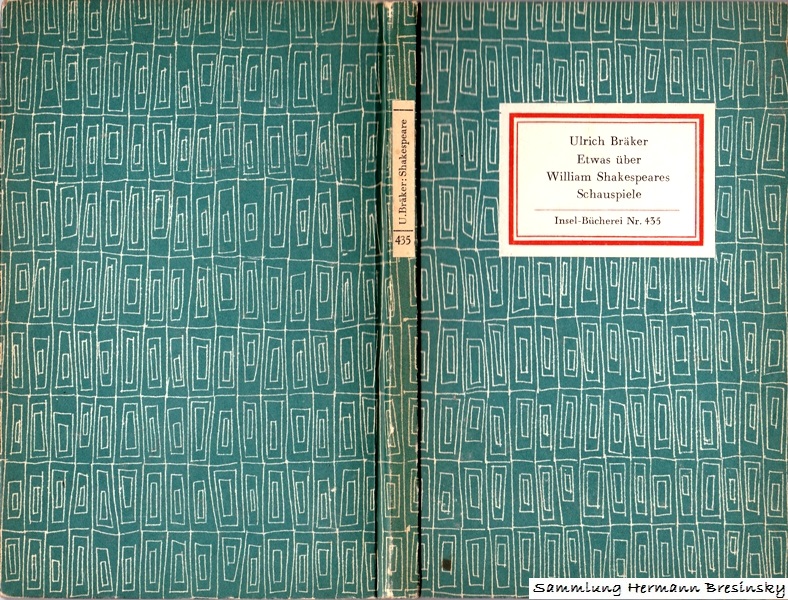 U. Bräker: Shakespeare
435
Ulrich Bräker
Etwas über
William Shakespeares
Schauspiele
Insel-Bücherei Nr. 435
Sammlung Hermann Bresinsky